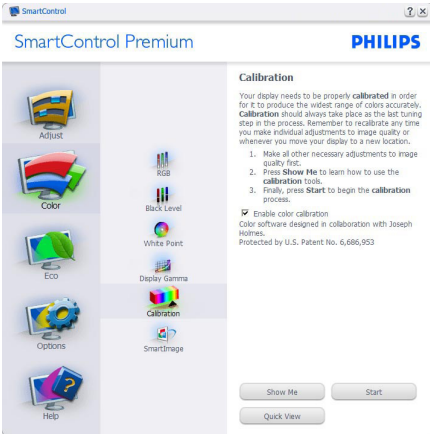 SmartControl
SmartControl Premium
PHILIPS
Adjust
Color
Eco
Options
Help
RGB
Black Level
White Point
Display Gamma
Calibration
SmartImage
Calibration
Your display needs to be properly calibrated in order
for it to produce the widest range of colors accurately.
Calibration should always take place as the last tuning
step in the process. Remember to recalibrate any time
you make individual adjustments to image quality or
whenever you move your display to a new location.
1. Make all other necessary adjustments to image
quality first.
2. Press Show Me to learn how to use the
calibration tools.
3. Finally, press Start to begin the calibration
process.
Enable color calibration
Color software designed in collaboration with Joseph
Holmes.
Protected by U.S. Patent No. 6,686,953
Show Me
Start
Quick View